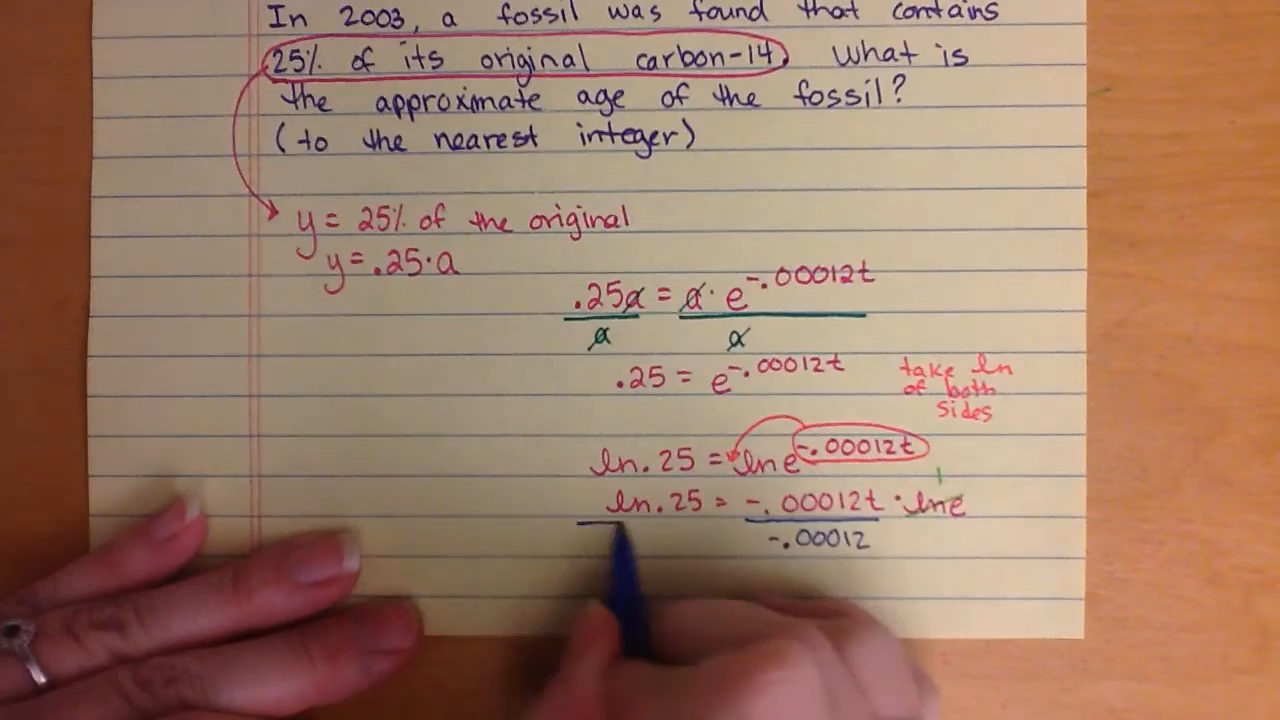 In 2003, a fossil was found that contains
25% of its original carbon-14. What is
the approximate age of the fossil?
(to the nearest integer)
y = 25% of the original
y = .25·a
.25a = a·e^-.00012t
a a
.25 = e^-.00012t
take ln
of both
sides
ln.25 = lne^-.00012t
1
ln.25 = -.00012t · lne
-.00012